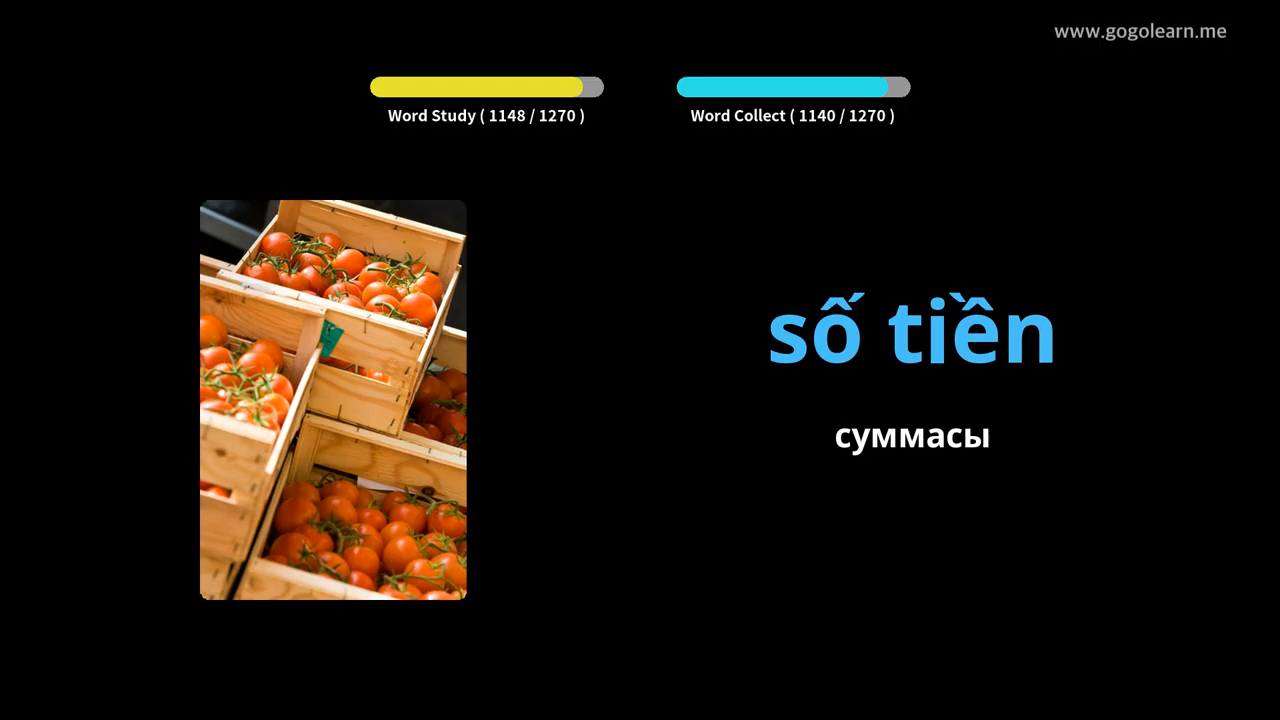 www.gogolearn.me
Word Study ( 1148 / 1270 )
Word Collect ( 1140 / 1270 )
số tiền
суммасы